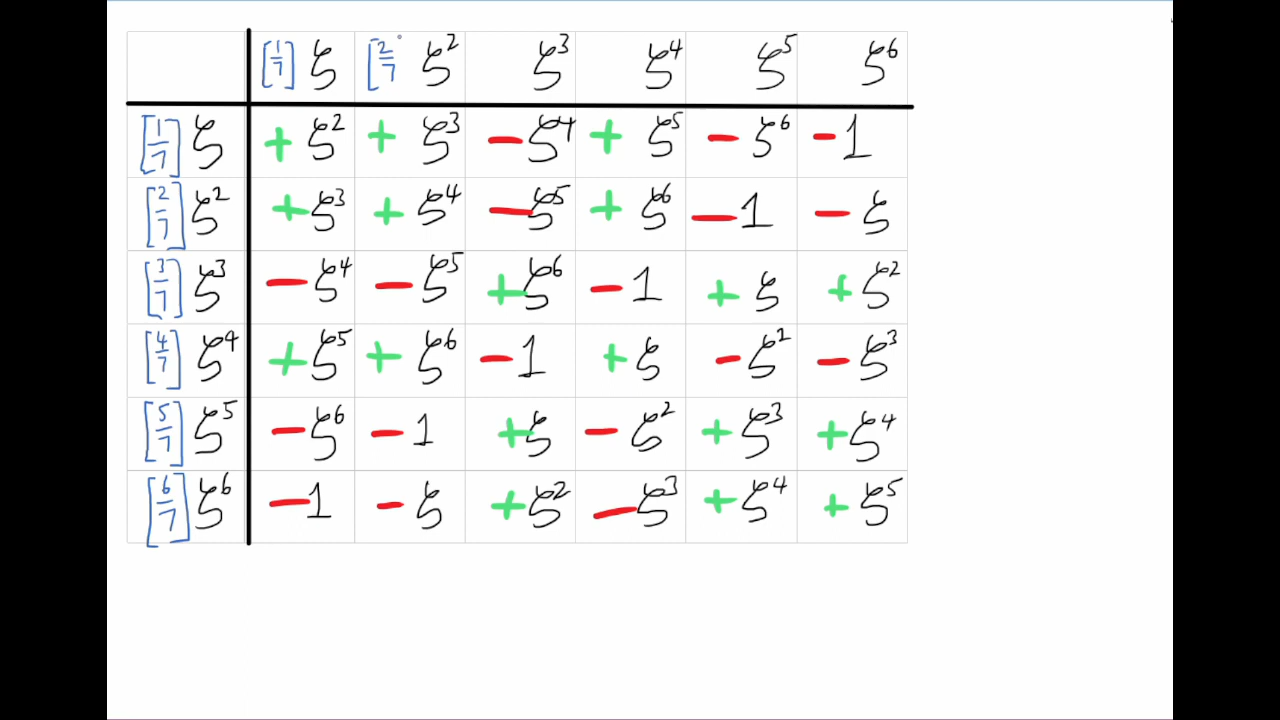 [1/7] ζ [2/7 ζ² ζ³ ζ⁴ ζ⁵ ζ⁶
[1/7] ζ + ζ² + ζ³ − ζ⁴ + ζ⁵ − ζ⁶ − 1
[2/7] ζ² + ζ³ + ζ⁴ − ζ⁵ + ζ⁶ − 1 − ζ
[3/7] ζ³ − ζ⁴ − ζ⁵ + ζ⁶ − 1 + ζ + ζ²
[4/7] ζ⁴ + ζ⁵ + ζ⁶ − 1 + ζ − ζ² − ζ³
[5/7] ζ⁵ − ζ⁶ − 1 + ζ − ζ² + ζ³ + ζ⁴
[6/7] ζ⁶ − 1 − ζ + ζ² − ζ³ + ζ⁴ + ζ⁵